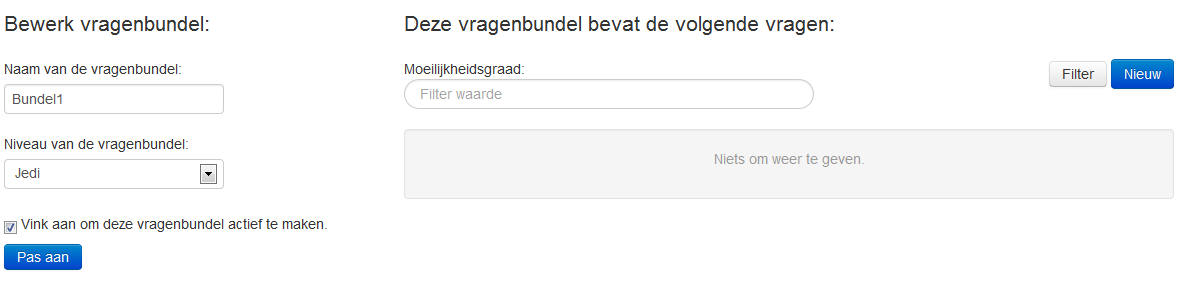 Bewerk vragenbundel:
Naam van de vragenbundel:
Bundel1
Niveau van de vragenbundel:
Jedi
Vink aan om deze vragenbundel actief te maken.
Pas aan
Deze vragenbundel bevat de volgende vragen:
Moeilijkheidsgraad:
Filter waarde
Filter
Nieuw
Niets om weer te geven.